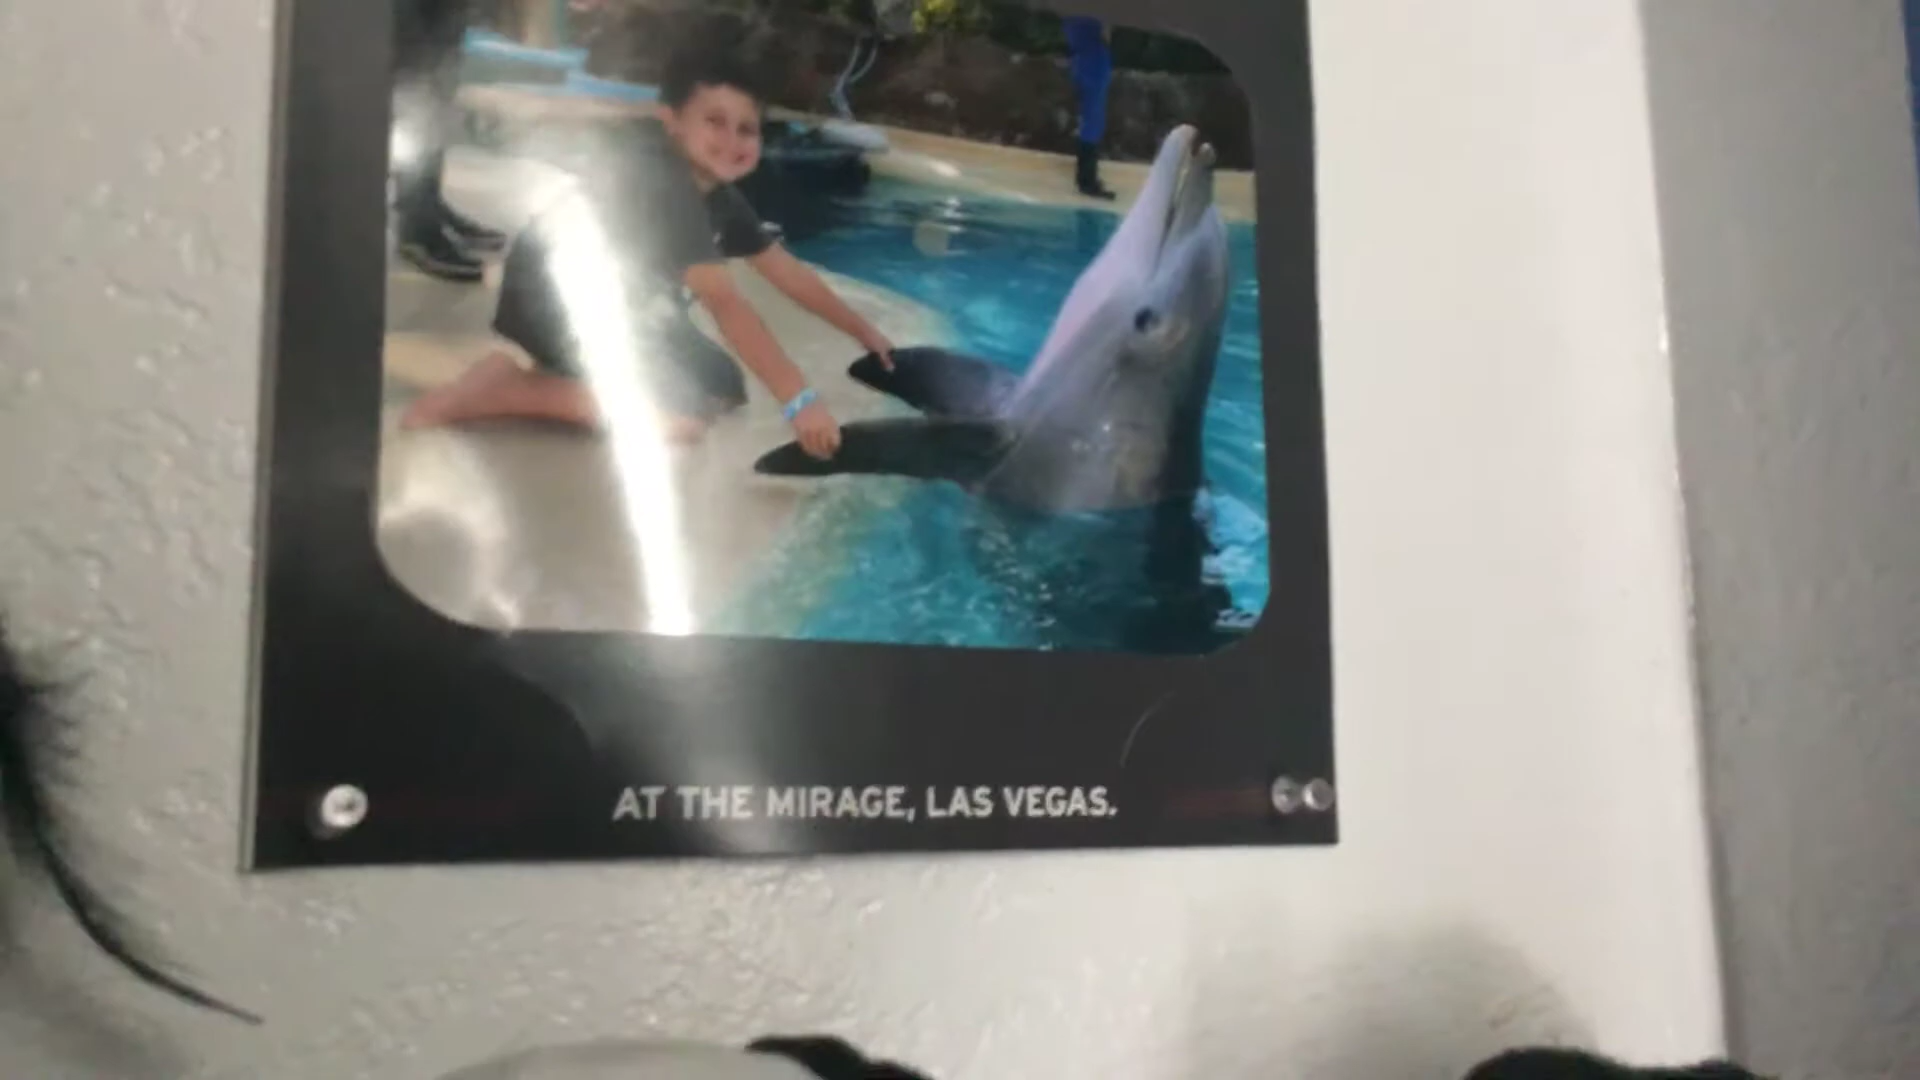 AT THE MIRAGE, LAS VEGAS.